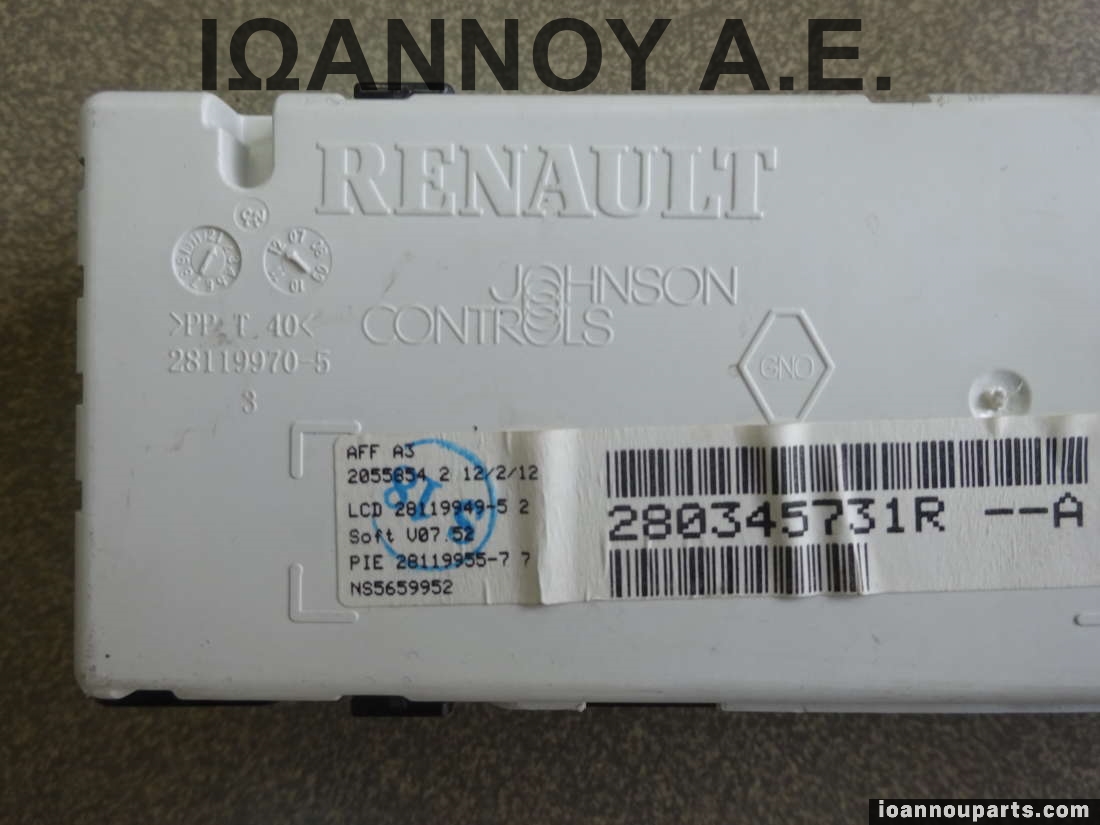 ΙΩΑΝΝΟΥ Α.Ε.
RENAULT
JOHNSON
CONTROLS
>PP-T 40<
28119970-5
3
GNO
AFF A3
2055854 2 12/2/12
LCD 28119949-5 2
Soft V07.52
PIE 28119955-7 7
NS5659952
280345731R --A
ioannouparts.com